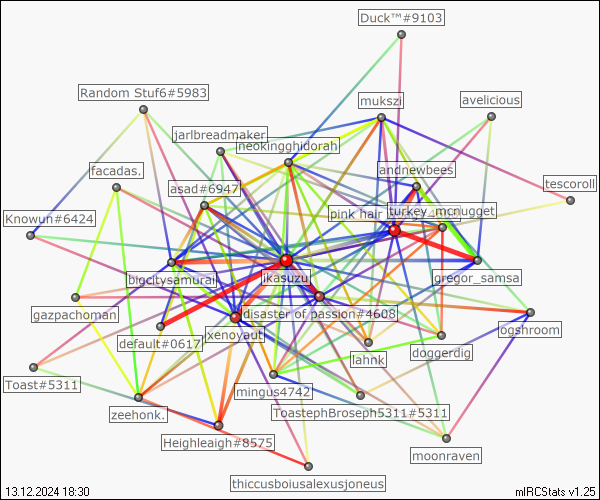 Duck™#9103
Random Stuf6#5983
mukszi
avelicious
jarlbreadmaker
neokingghidorah
facadas.
andnewbees
tescoroll
asad#6947
Knowun#6424
pink hair
turkey_mcnugget
bigcitysamurai
ikasuzu
gregor_samsa
gazpachoman
disaster of passion#4608
ogshroom
default#0617
xenoyaut
lahnk
doggerdig
Toast#5311
mingus4742
zeehonk.
ToastephBroseph5311#5311
Heighleaigh#8575
moonraven
thiccusboiusalexusjoneus
13.12.2024 18:30
mIRCStats v1.25